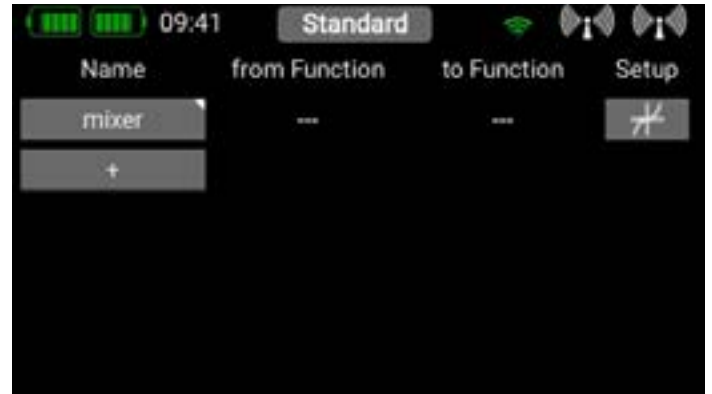 09:41 Standard
Name from Function to Function Setup
mixer --- ---
+